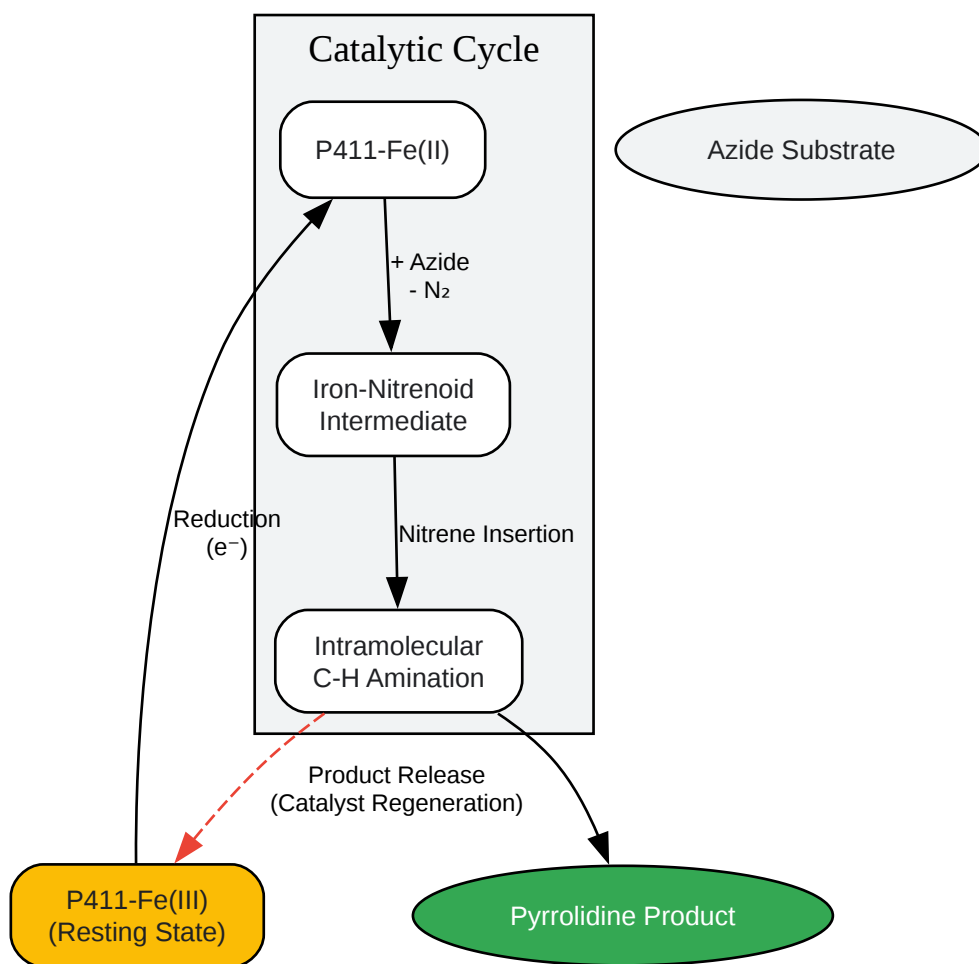 Catalytic Cycle
P411-Fe(II)
Azide Substrate
+ Azide
- N₂
Iron-Nitrenoid
Intermediate
Reduction
(e⁻)
Nitrene Insertion
Intramolecular
C-H Amination
Product Release
(Catalyst Regeneration)
P411-Fe(III)
(Resting State)
Pyrrolidine Product